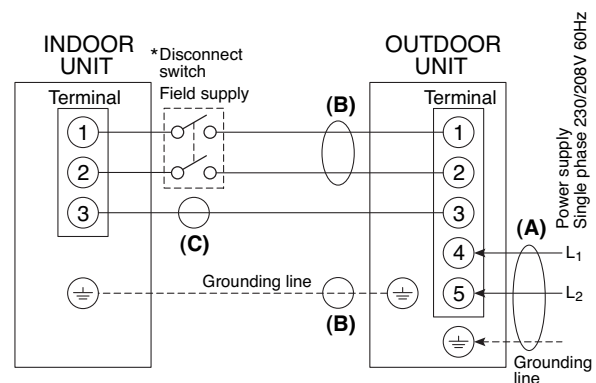 INDOOR
UNIT
*Disconnect
switch
Field supply
OUTDOOR
UNIT
Power supply
Single phase 230/208V 60Hz
Terminal
(B)
Terminal
1
1
2
2
3
3
(C)
(A)
4
L1
Grounding line
5
L2
(B)
Grounding
line